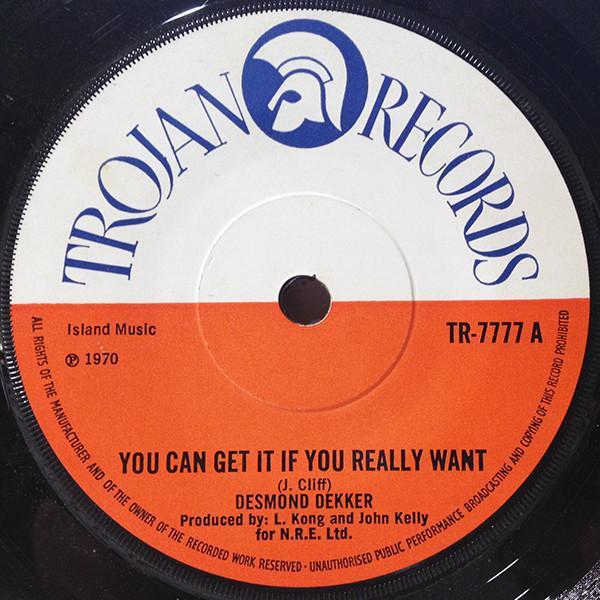 TROJAN RECORDS
Island Music
TR-7777 A
℗ 1970
YOU CAN GET iT IF YOU REALLY WANT
(J. Cliff)
DESMOND DEKKER
Produced by: L. Kong and John Kelly
for N.R.E. Ltd.
ALL RIGHTS OF THE MANUFACTURER AND OF THE OWNER OF THE RECORDED WORK RESERVED · UNAUTHORISED PUBLIC PERFORMANCE BROADCASTING AND COPYING OF THIS RECORD PROHIBITED